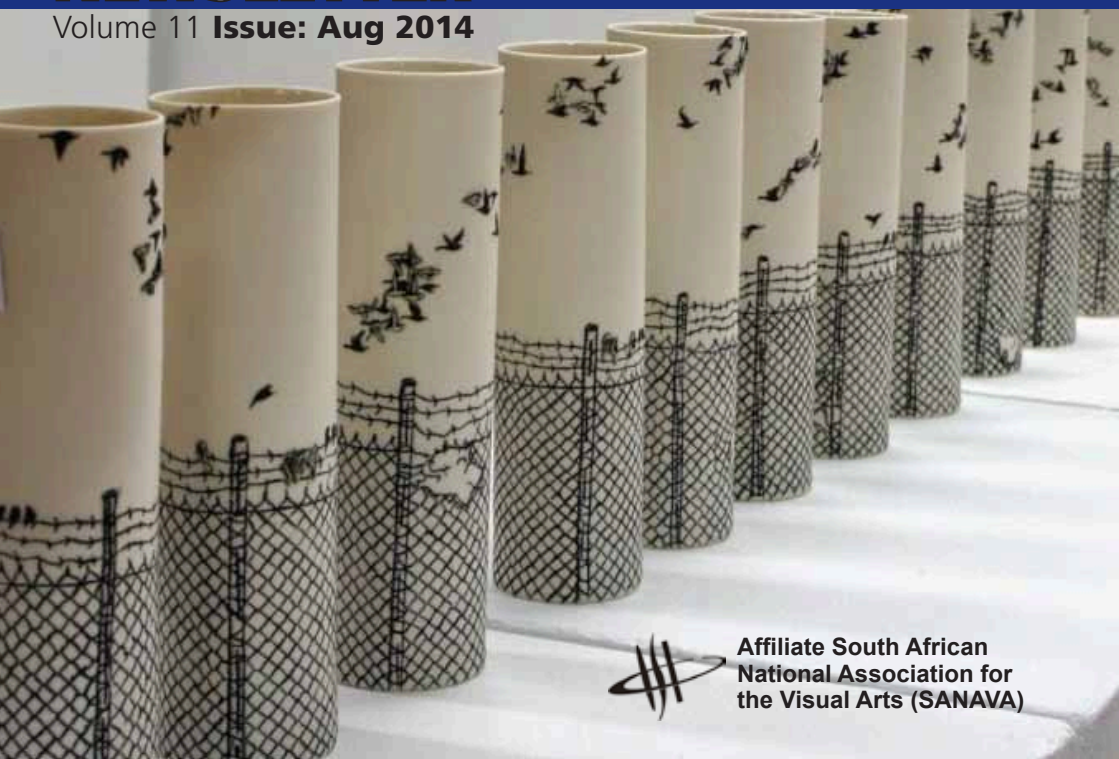 Volume 11 Issue: Aug 2014
Affiliate South African
National Association for
the Visual Arts (SANAVA)